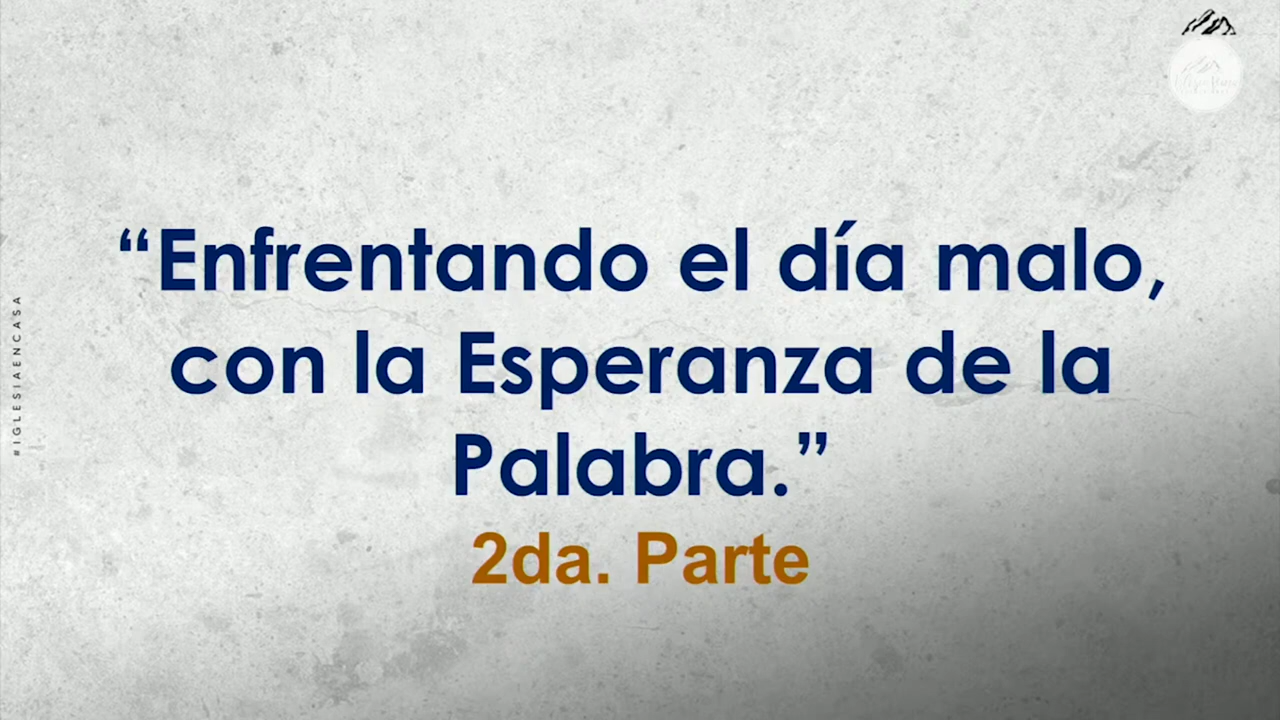 “Enfrentando el día malo,
con la Esperanza de la
Palabra.”
2da. Parte
#IGLESIAENCASA